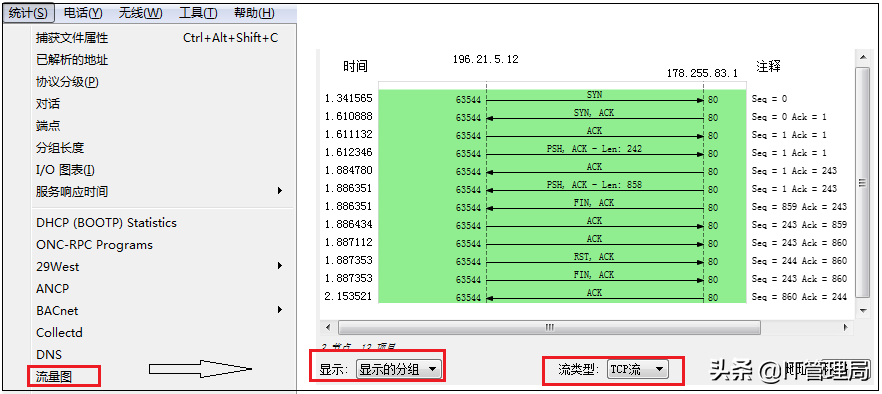 统计(S) 电话(Y) 无线(W) 工具(T) 帮助(H)
捕获文件属性 Ctrl+Alt+Shift+C
已解析的地址
协议分级(P)
对话
端点
分组长度
I/O 图表(I)
服务响应时间
DHCP (BOOTP) Statistics
ONC-RPC Programs
29West
ANCP
BACnet
Collectd
DNS
流量图
时间 196.21.5.12 178.255.83.1 注释
1.341565 63544 SYN 80 Seq = 0
1.610888 63544 SYN, ACK 80 Seq = 0 Ack = 1
1.611132 63544 ACK 80 Seq = 1 Ack = 1
1.612346 63544 PSH, ACK - Len: 242 80 Seq = 1 Ack = 1
1.884780 63544 ACK 80 Seq = 1 Ack = 243
1.886351 63544 PSH, ACK - Len: 858 80 Seq = 1 Ack = 243
1.886351 63544 FIN, ACK 80 Seq = 859 Ack = 243
1.886434 63544 ACK 80 Seq = 243 Ack = 859
1.887112 63544 ACK 80 Seq = 243 Ack = 860
1.887353 63544 RST, ACK 80 Seq = 244 Ack = 860
1.887353 63544 FIN, ACK 80 Seq = 243 Ack = 860
2.153521 63544 ACK 80 Seq = 860 Ack = 244
2 节点, 12 项目
显示: 显示的分组 流类型: TCP流
头条 @IT管理局